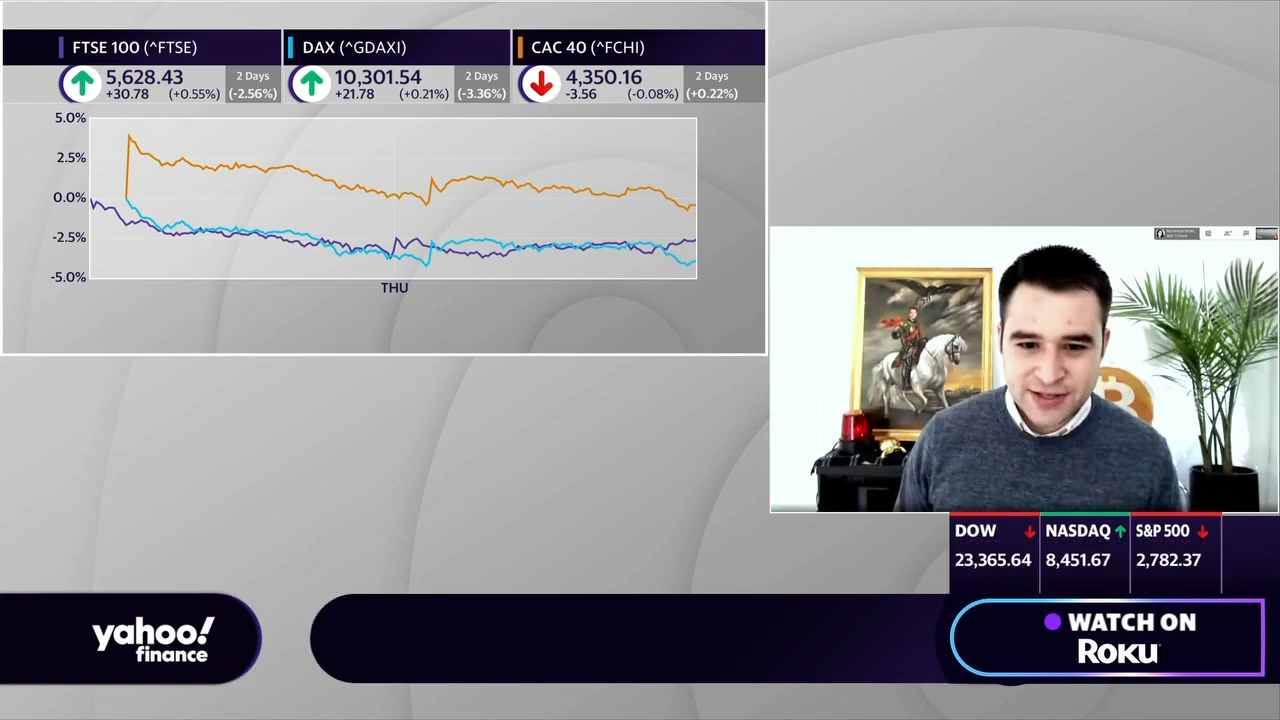 FTSE 100 (^FTSE)
5,628.43
+30.78 (+0.55%)
2 Days
(-2.56%)
DAX (^GDAXI)
10,301.54
+21.78 (+0.21%)
2 Days
(-3.36%)
CAC 40 (^FCHI)
4,350.16
-3.56 (-0.08%)
2 Days
(+0.22%)
5.0%
2.5%
0.0%
-2.5%
-5.0%
THU
DOW
23,365.64
NASDAQ
8,451.67
S&P 500
2,782.37
yahoo!
finance
WATCH ON
ROKU